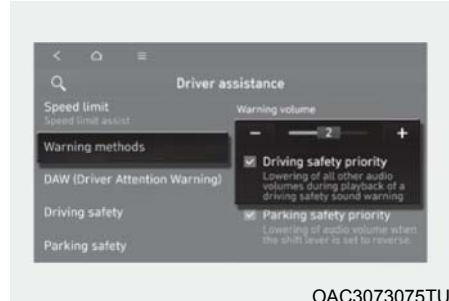 Driver assistance
Speed limit
Speed limit assist
Warning methods
DAW (Driver Attention Warning)
Driving safety
Parking safety
Warning volume
2
Driving safety priority
Lowering of all other audio
volumes during playback of a
driving safety sound warning
Parking safety priority
Lowering of audio volume when
the shift lever is set to reverse.
OAC3073075TU